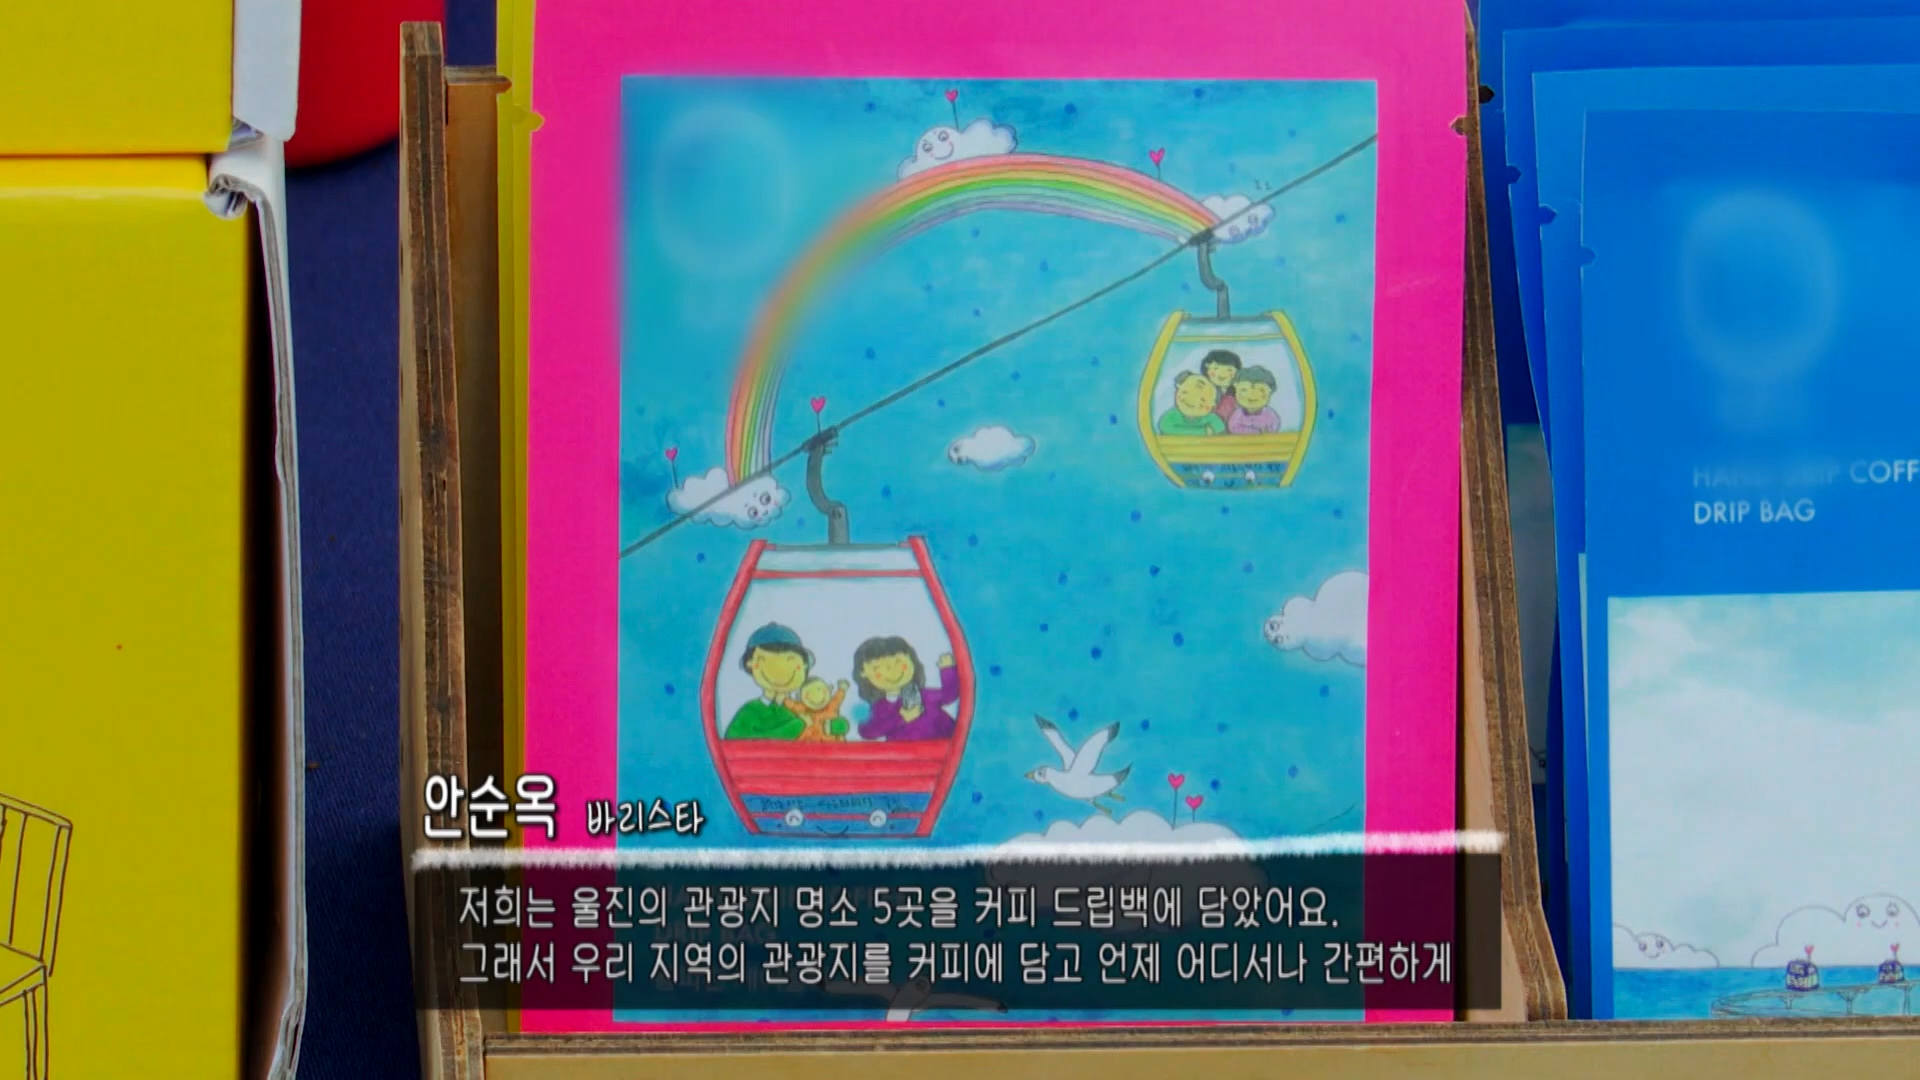 COFF
DRIP BAG
안순옥 바리스타
저희는 울진의 관광지 명소 5곳을 커피 드립백에 담았어요.
그래서 우리 지역의 관광지를 커피에 담고 언제 어디서나 간편하게